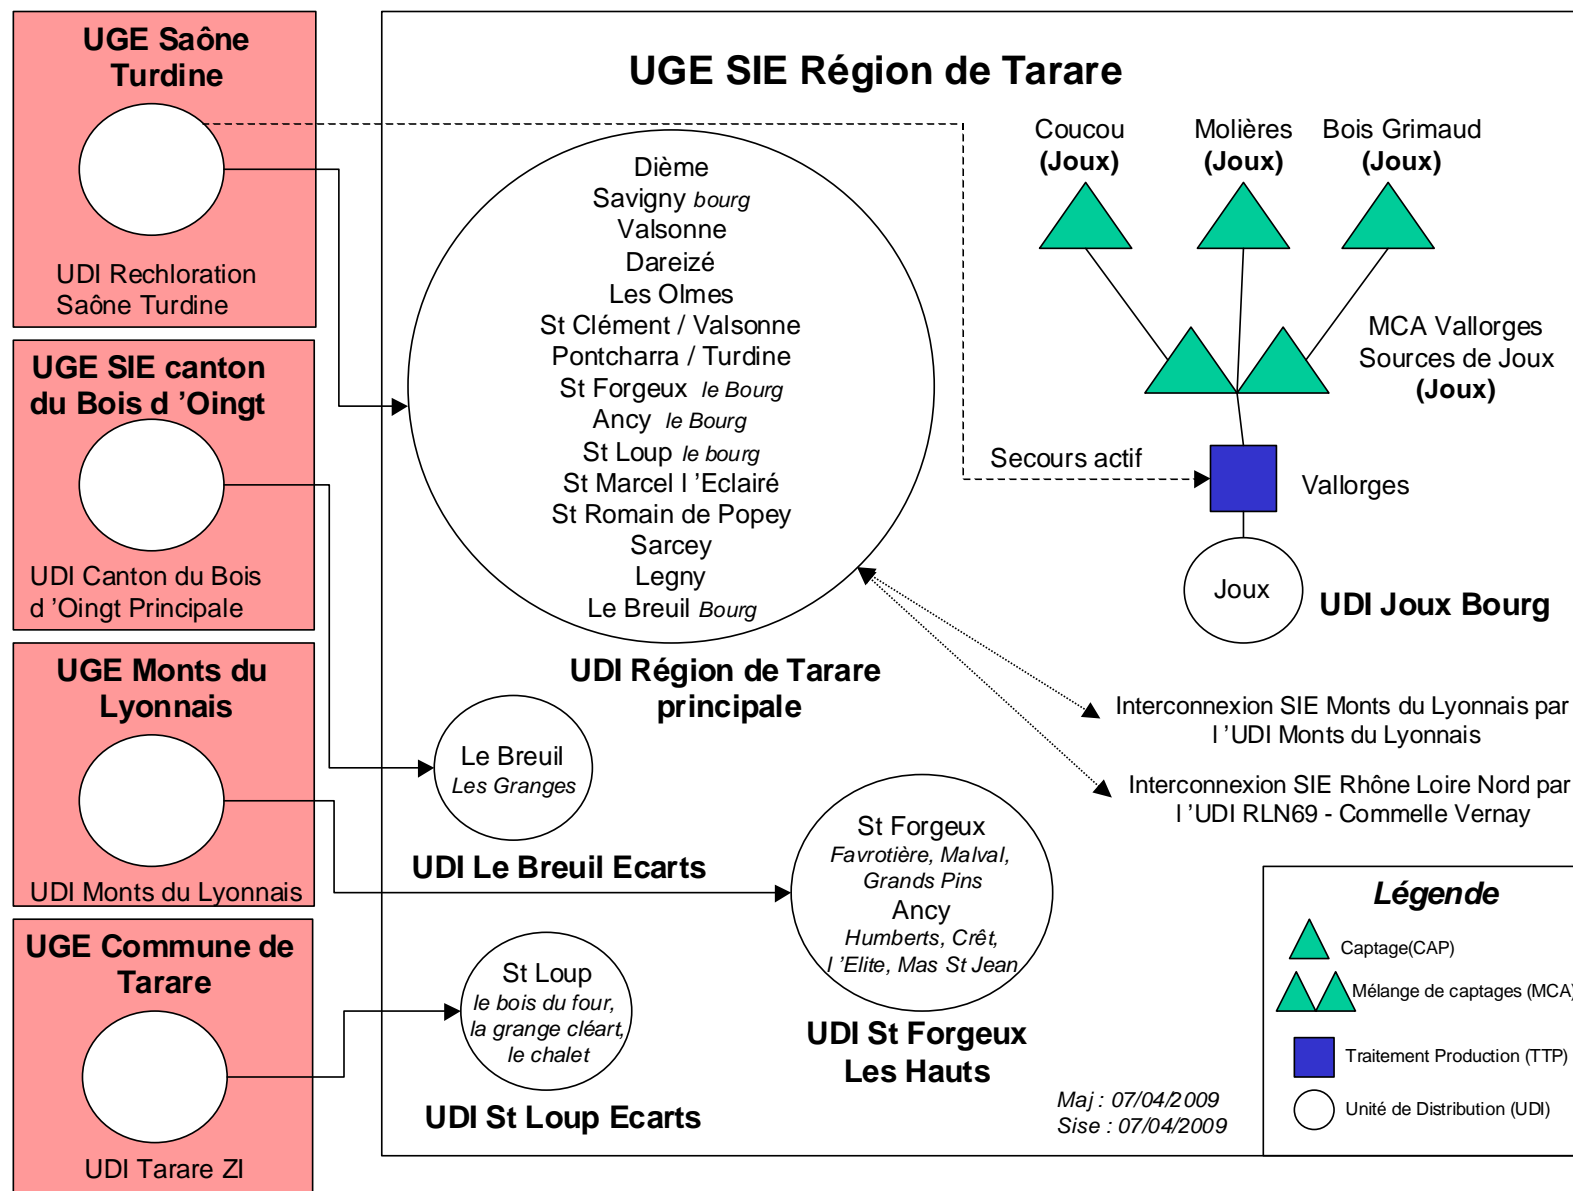 UGE Saône
Turdine
UDI Rechloration
Saône Turdine
UGE SIE canton
du Bois d ’Oingt
UDI Canton du Bois
d ’Oingt Principale
UGE Monts du
Lyonnais
UDI Monts du Lyonnais
UGE Commune de
Tarare
UDI Tarare ZI
UGE SIE Région de Tarare
Dième
Savigny bourg
Valsonne
Dareizé
Les Olmes
St Clément / Valsonne
Pontcharra / Turdine
St Forgeux le Bourg
Ancy le Bourg
St Loup le bourg
St Marcel l ’Eclairé
St Romain de Popey
Sarcey
Legny
Le Breuil Bourg
UDI Région de Tarare
principale
Le Breuil
Les Granges
UDI Le Breuil Ecarts
St Loup
le bois du four,
la grange cléart,
le chalet
UDI St Loup Ecarts
St Forgeux
Favrotière, Malval,
Grands Pins
Ancy
Humberts, Crêt,
l ’Elite, Mas St Jean
UDI St Forgeux
Les Hauts
Coucou
(Joux)
Molières
(Joux)
Bois Grimaud
(Joux)
MCA Vallorges
Sources de Joux
(Joux)
Secours actif
Vallorges
Joux
UDI Joux Bourg
Interconnexion SIE Monts du Lyonnais par
l ’UDI Monts du Lyonnais
Interconnexion SIE Rhône Loire Nord par
l ’UDI RLN69 - Commelle Vernay
Maj : 07/04/2009
Sise : 07/04/2009
Légende
Captage(CAP)
Mélange de captages (MCA)
Traitement Production (TTP)
Unité de Distribution (UDI)